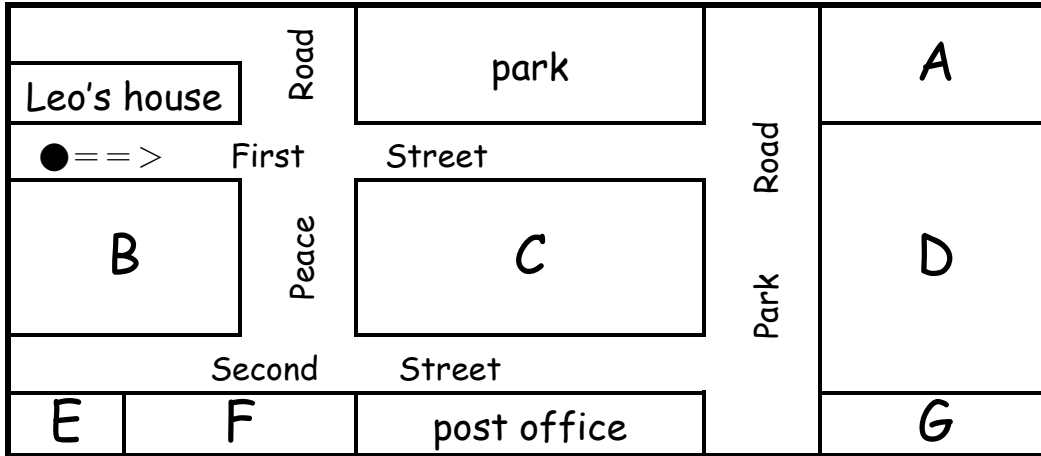 Road
park
A
Leo's house
Road
●==> First Street
B
Peace
C
D
Park
Second Street
E
F
post office
G